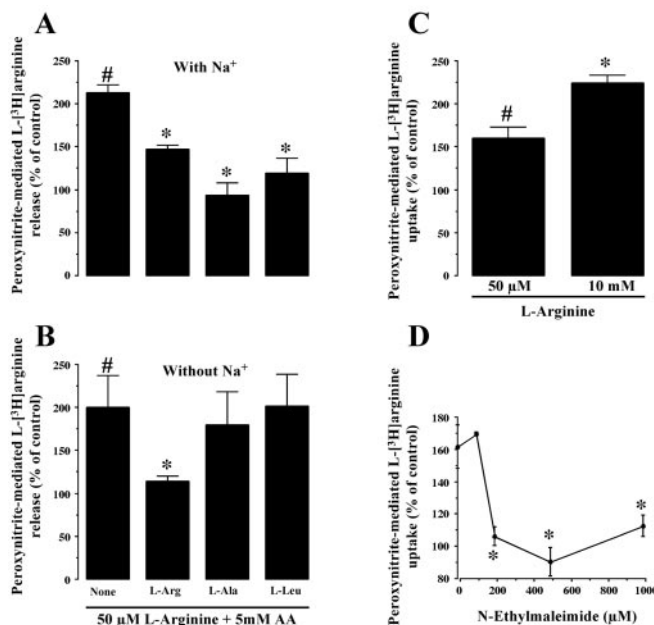 A
With Na+
Peroxynitrite-mediated L-[3H]arginine
release (% of control)
250
200
150
100
50
0
#
*
*
*
B
Without Na+
Peroxynitrite-mediated L-[3H]arginine
release (% of control)
250
200
150
100
50
0
#
*
None
L-Arg
L-Ala
L-Leu
50 µM L-Arginine + 5mM AA
C
Peroxynitrite-mediated L-[3H]arginine
uptake (% of control)
250
200
150
100
50
0
#
*
50 µM
10 mM
L-Arginine
D
Peroxynitrite-mediated L-[3H]arginine
uptake (% of control)
180
160
140
120
100
80
*
*
*
0
200
400
600
800
1000
N-Ethylmaleimide (µM)